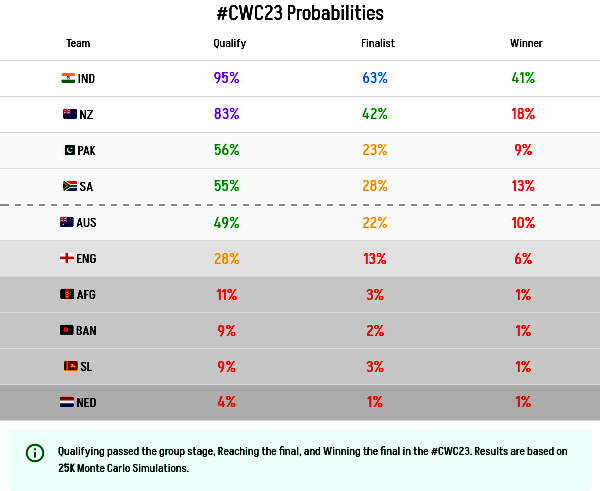 #CWC23 Probabilities
Team Qualify Finalist Winner
IND 95% 63% 41%
NZ 83% 42% 18%
PAK 56% 23% 9%
SA 55% 28% 13%
AUS 49% 22% 10%
ENG 28% 13% 6%
AFG 11% 3% 1%
BAN 9% 2% 1%
SL 9% 3% 1%
NED 4% 1% 1%
Qualifying passed the group stage, Reaching the final, and Winning the final in the #CWC23. Results are based on
25K Monte Carlo Simulations.